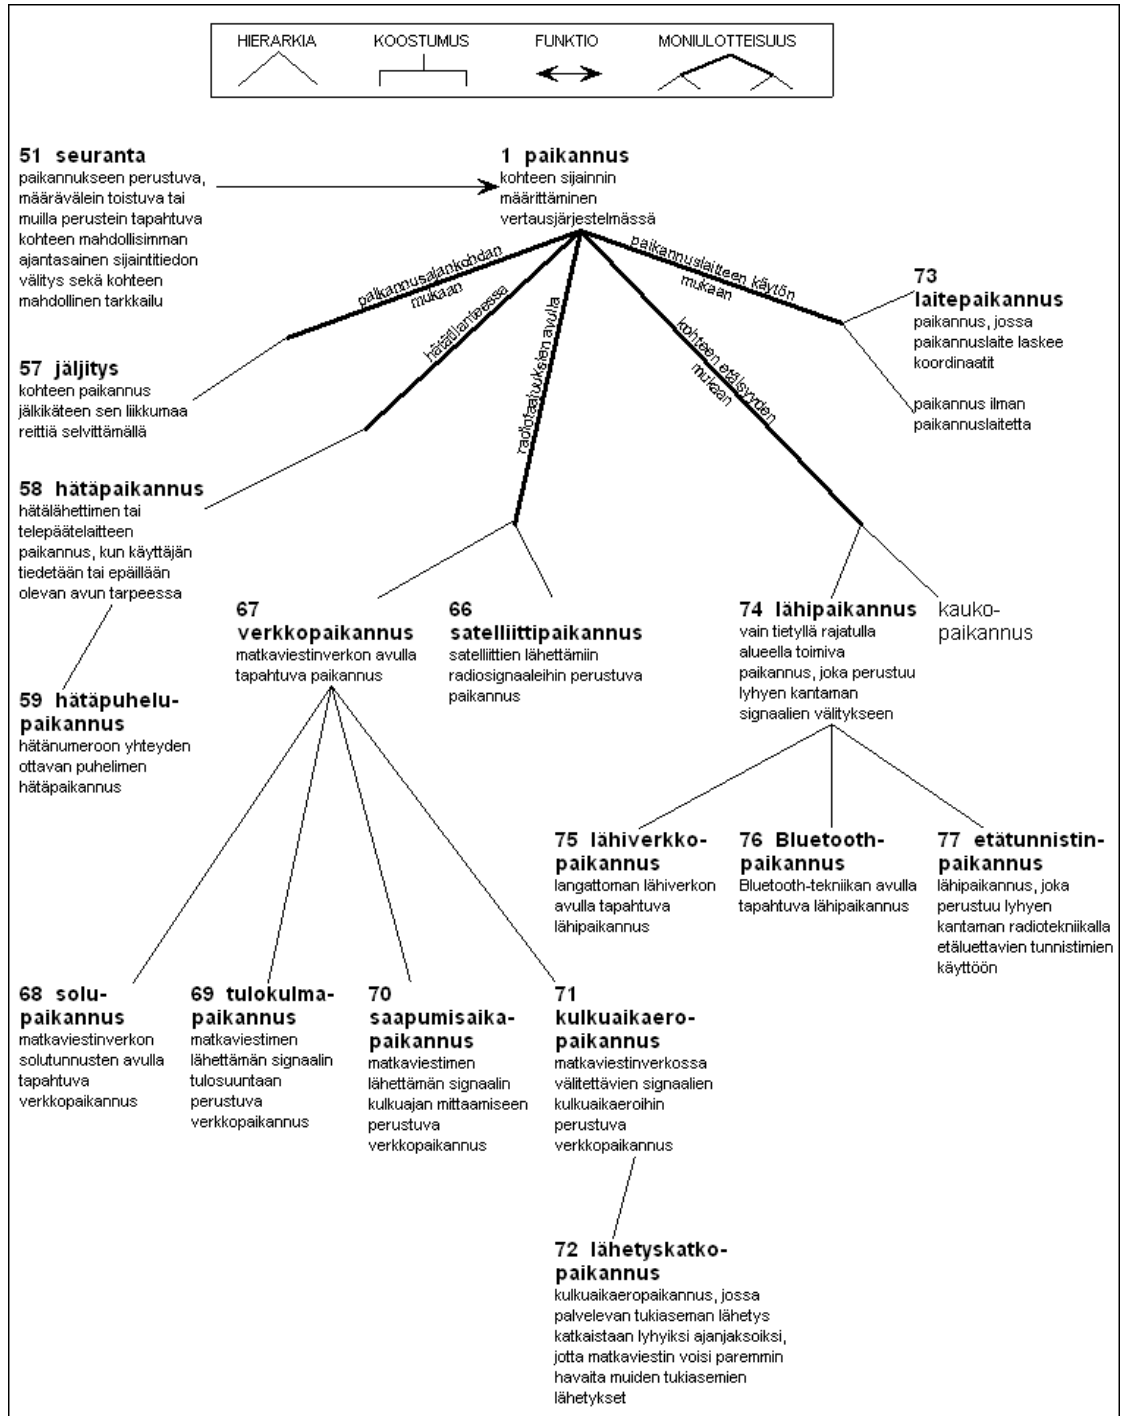 HIERARKIA
KOOSTUMUS
FUNKTIO
MONIULOTTEISUUS
51 seuranta
paikannukseen perustuva,
määrävälein toistuva tai
muilla perustein tapahtuva
kohteen mahdollisimman
ajantasainen sijaintitiedon
välitys sekä kohteen
mahdollinen tarkkailu
1 paikannus
kohteen sijainnin
määrittäminen
vertausjärjestelmässä
paikannusajankohdan
mukaan
hätätilanteessa
radiotaajuuksien avulla
kohteen etäisyyden
mukaan
paikannuslaitteen käytön
mukaan
73
laitepaikannus
paikannus, jossa
paikannuslaite laskee
koordinaatit
paikannus ilman
paikannuslaitetta
57 jäljitys
kohteen paikannus
jälkikäteen sen liikkumaa
reittiä selvittämällä
58 hätäpaikannus
hätälähettimen tai
telepäätelaitteen
paikannus, kun käyttäjän
tiedetään tai epäillään
olevan avun tarpeessa
59 hätäpuhelu-
paikannus
hätänumeroon yhteyden
ottavan puhelimen
hätäpaikannus
67
verkkopaikannus
matkaviestinverkon avulla
tapahtuva paikannus
66
satelliittipaikannus
satelliittien lähettämiin
radiosignaaleihin perustuva
paikannus
74 lähipaikannus
vain tietyllä rajatulla
alueella toimiva
paikannus, joka perustuu
lyhyen kantaman
signaalien välitykseen
kauko-
paikannus
75 lähiverkko-
paikannus
langattoman lähiverkon
avulla tapahtuva
lähipaikannus
76 Bluetooth-
paikannus
Bluetooth-tekniikan avulla
tapahtuva lähipaikannus
77 etätunnistin-
paikannus
lähipaikannus, joka
perustuu lyhyen
kantaman radiotekniikalla
etäluettavien tunnistimien
käyttöön
68 solu-
paikannus
matkaviestinverkon
solutunnusten avulla
tapahtuva
verkkopaikannus
69 tulokulma-
paikannus
matkaviestimen
lähettämän signaalin
tulosuuntaan
perustuva
verkkopaikannus
70
saapumisaika-
paikannus
matkaviestimen
lähettämän signaalin
kulkuajan mittaamiseen
perustuva
verkkopaikannus
71
kulkuaikaero-
paikannus
matkaviestinverkossa
välitettävien signaalien
kulkuaikaeroihin
perustuva
verkkopaikannus
72 lähetyskatko-
paikannus
kulkuaikaeropaikannus, jossa
palvelevan tukiaseman lähetys
katkaistaan lyhyiksi ajanjaksoiksi,
jotta matkaviestin voisi paremmin
havaita muiden tukiasemien
lähetykset